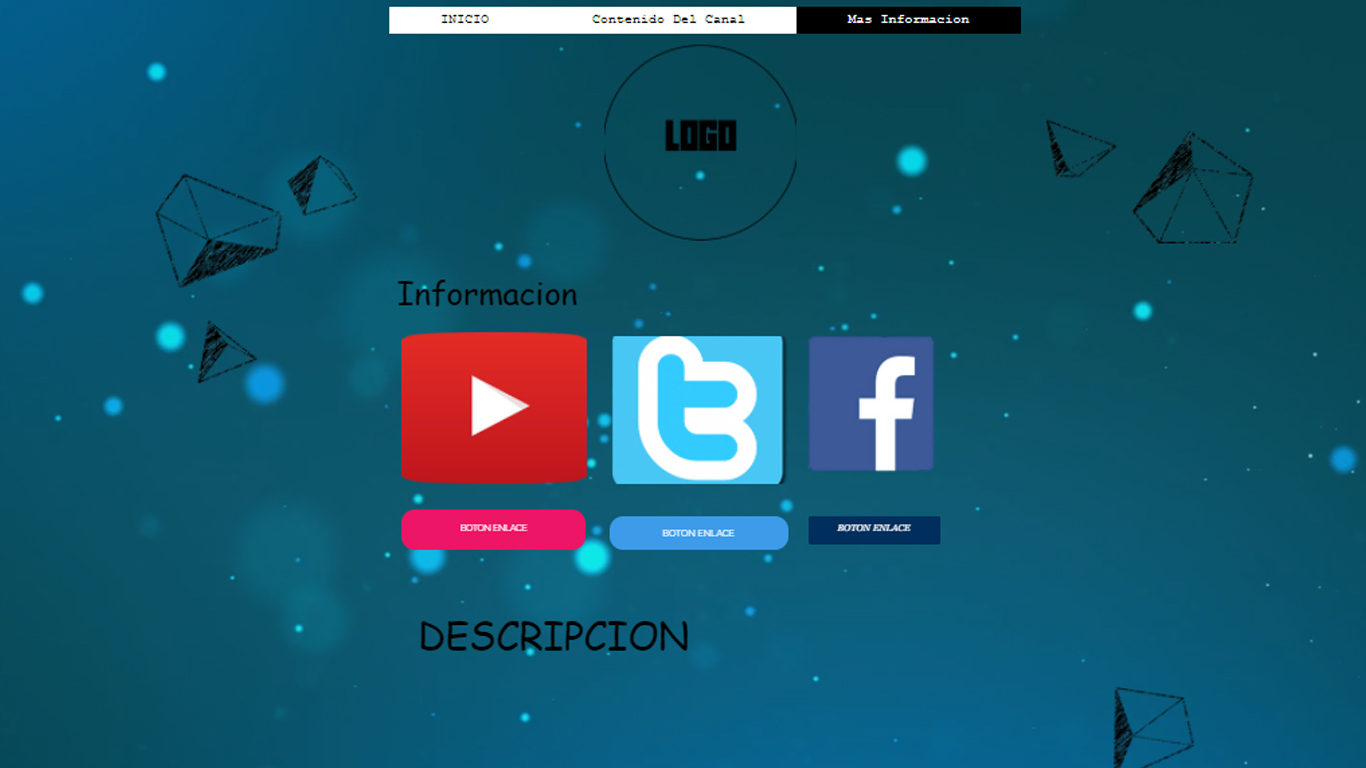 INICIO Contenido Del Canal Mas Informacion
LOGO
Informacion
BOTON ENLACE BOTON ENLACE BOTON ENLACE
DESCRIPCION